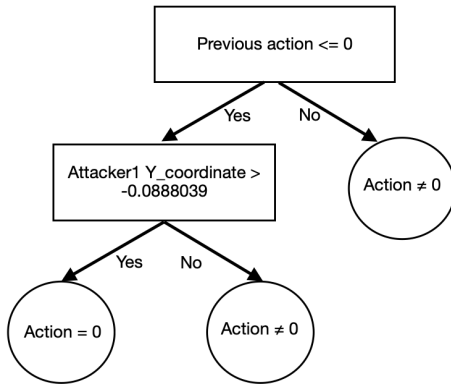 Previous action <= 0
Yes
No
Attacker1 Y_coordinate >
-0.0888039
Action ≠ 0
Yes
No
Action = 0
Action ≠ 0